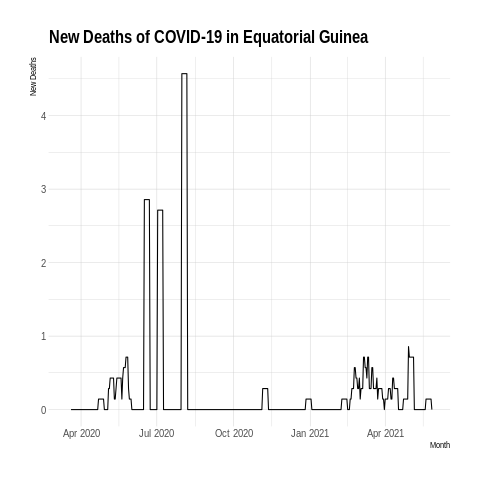 New Deaths of COVID-19 in Equatorial Guinea
New Deaths
4
3
2
1
0
Apr 2020 Jul 2020 Oct 2020 Jan 2021 Apr 2021
Month